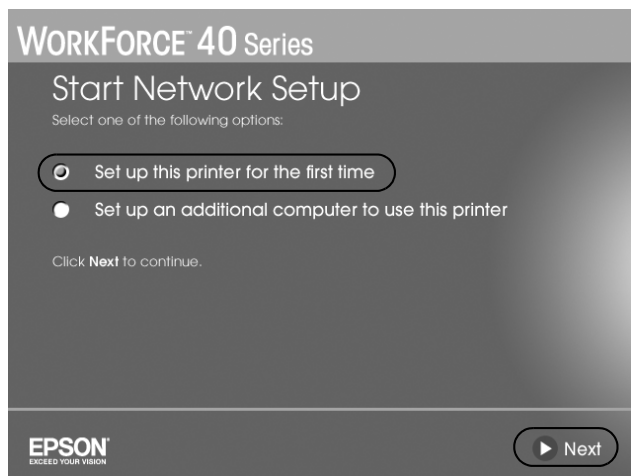 WORKFORCE™ 40 Series
Start Network Setup
Select one of the following options:
Set up this printer for the first time
Set up an additional computer to use this printer
Click Next to continue.
EPSON®
EXCEED YOUR VISION
Next